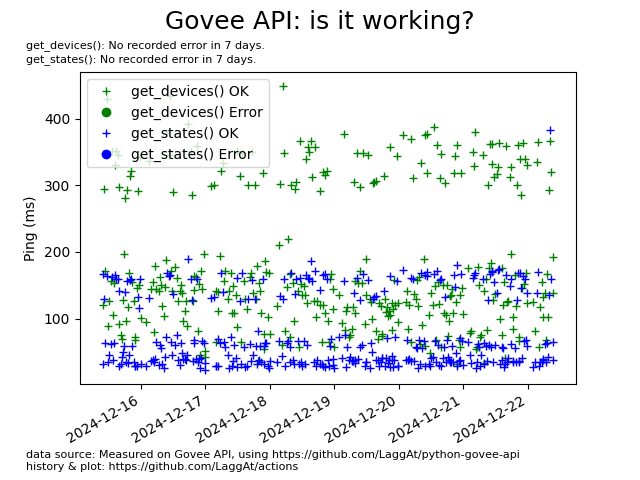 Govee API: is it working?
get_devices(): No recorded error in 7 days.
get_states(): No recorded error in 7 days.
get_devices() OK
get_devices() Error
get_states() OK
get_states() Error
Ping (ms)
400
300
200
100
2024-12-16
2024-12-17
2024-12-18
2024-12-19
2024-12-20
2024-12-21
2024-12-22
data source: Measured on Govee API, using https://github.com/LaggAt/python-govee-api
history & plot: https://github.com/LaggAt/actions